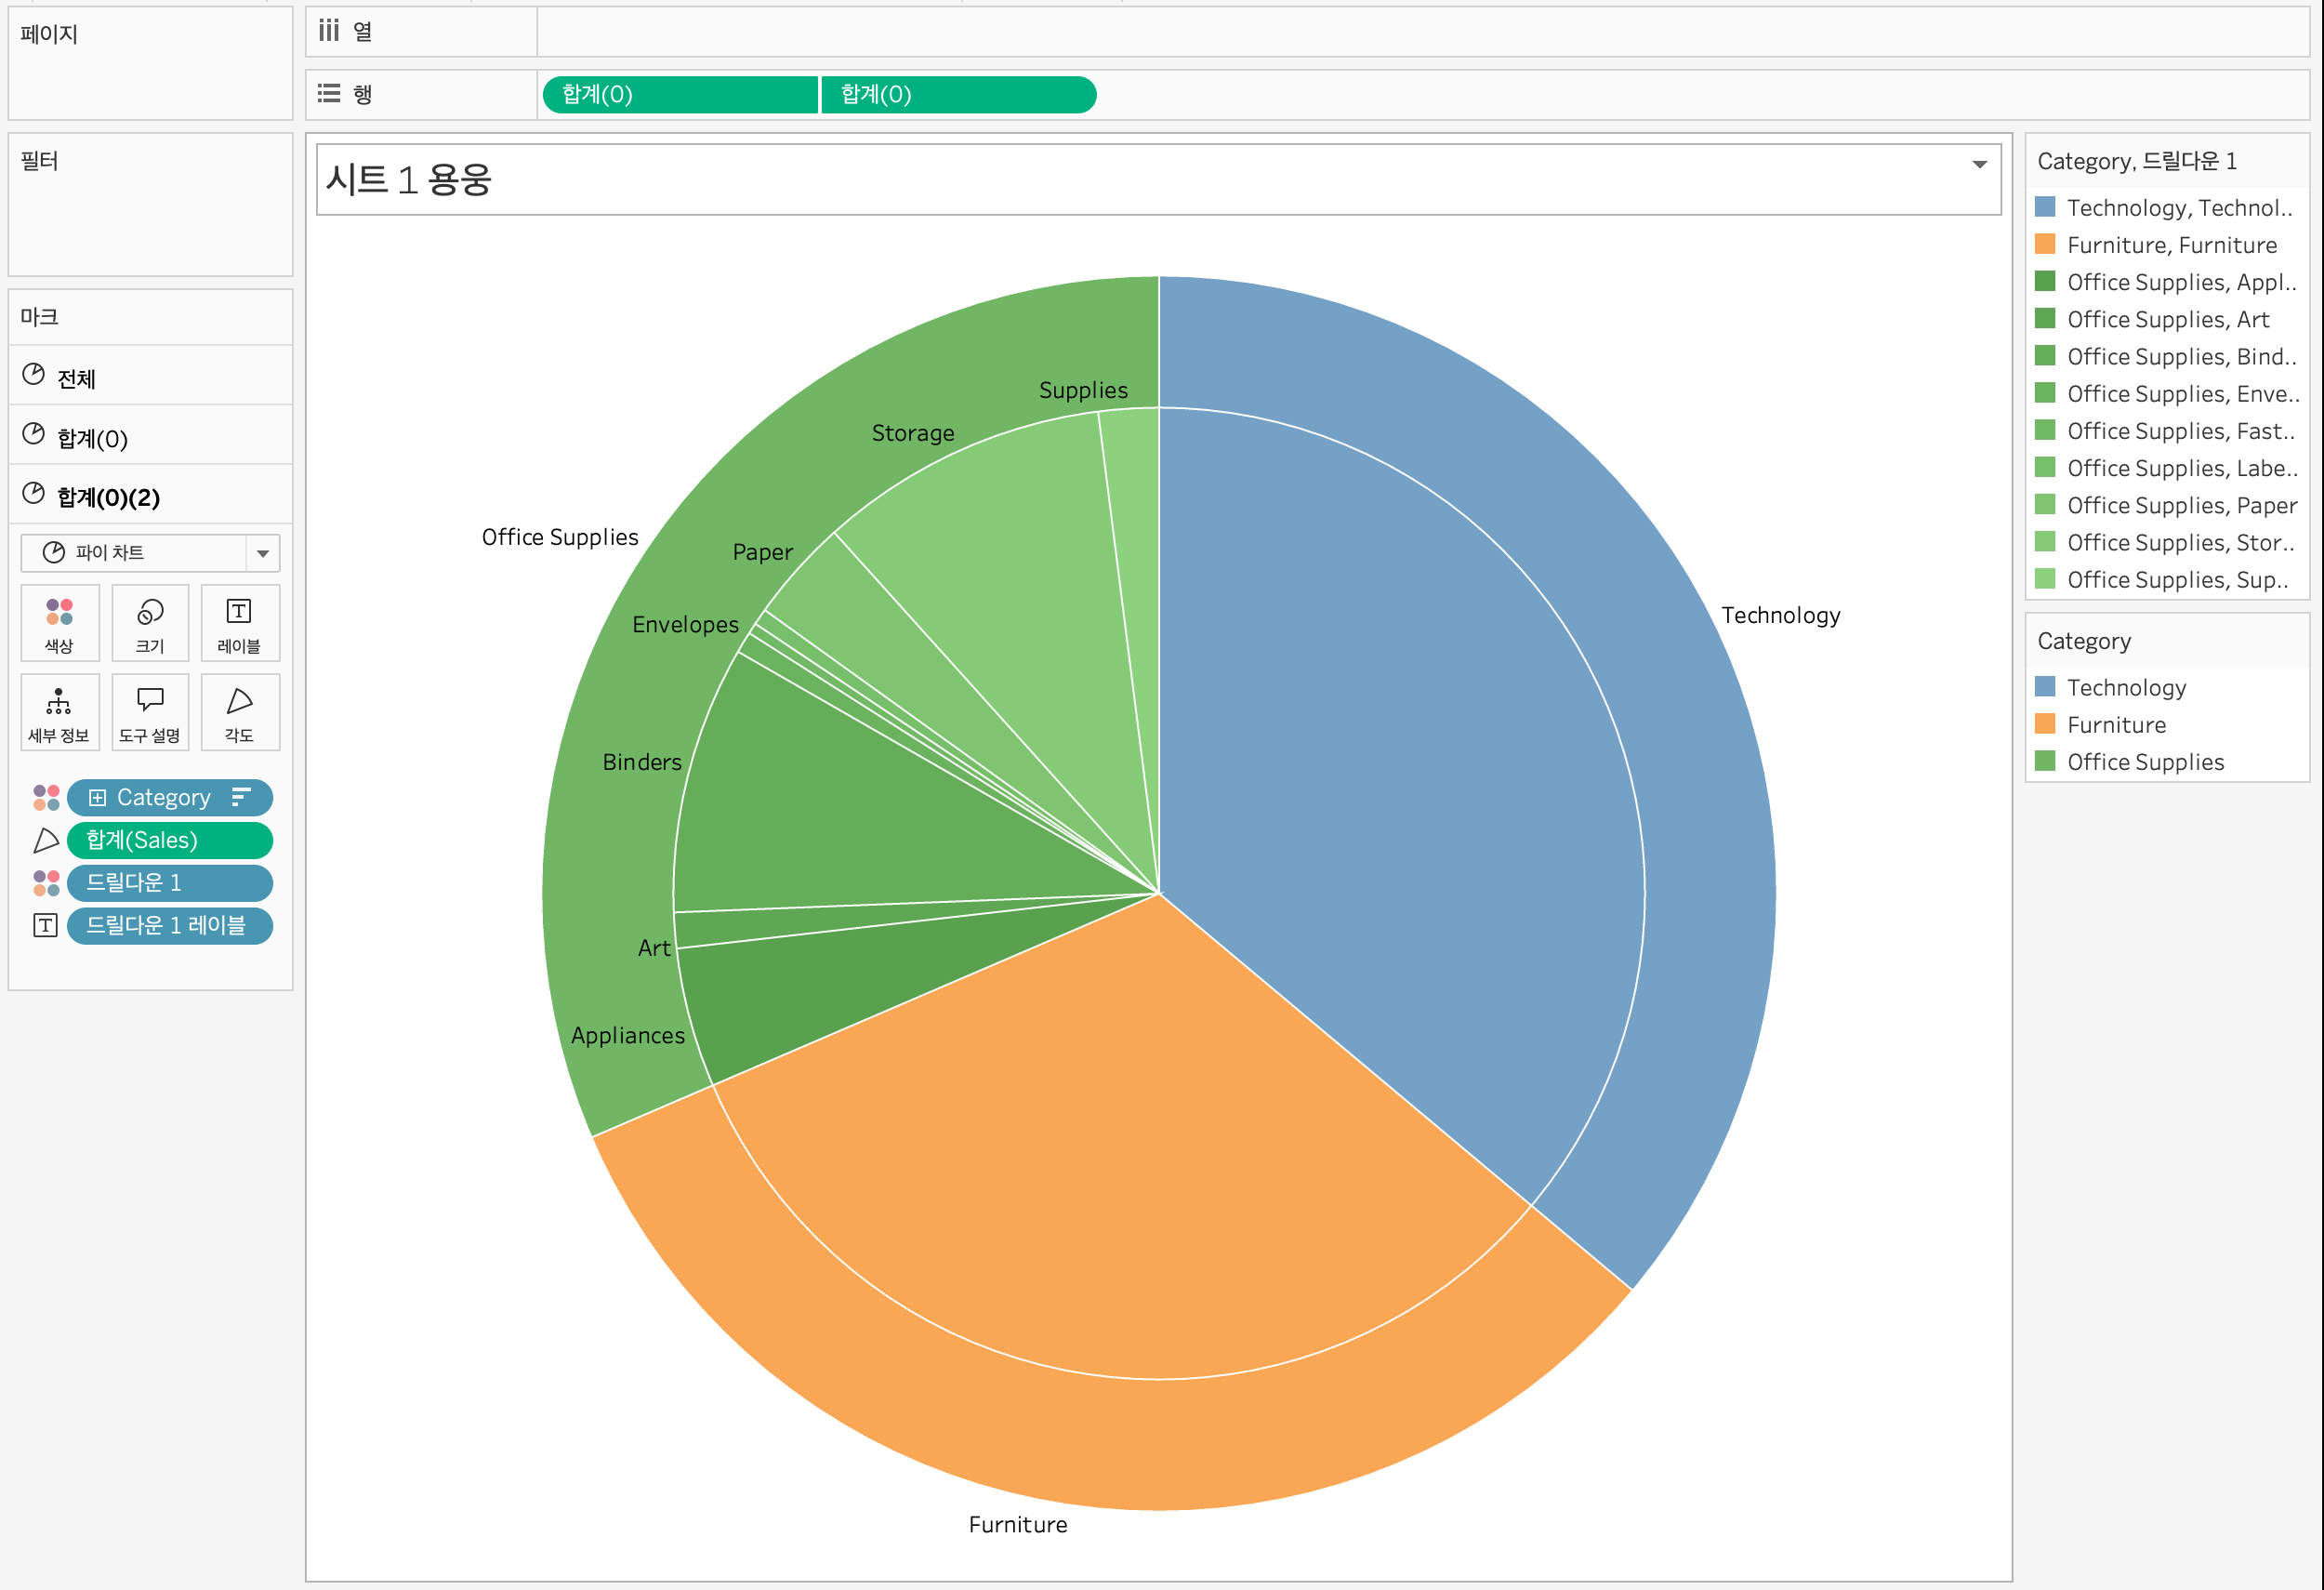 페이지
열
행
합계(0)
합계(0)
필터
마크
전체
합계(0)
합계(0)(2)
파이 차트
색상
크기
레이블
세부 정보
도구 설명
각도
Category
합계(Sales)
드릴다운 1
드릴다운 1 레이블
시트 1 용웅
Supplies
Storage
Office Supplies
Paper
Envelopes
Technology
Binders
Art
Appliances
Furniture
Category, 드릴다운 1
Technology, Technol..
Furniture, Furniture
Office Supplies, Appl..
Office Supplies, Art
Office Supplies, Bind..
Office Supplies, Enve..
Office Supplies, Fast..
Office Supplies, Labe..
Office Supplies, Paper
Office Supplies, Stor..
Office Supplies, Sup..
Category
Technology
Furniture
Office Supplies